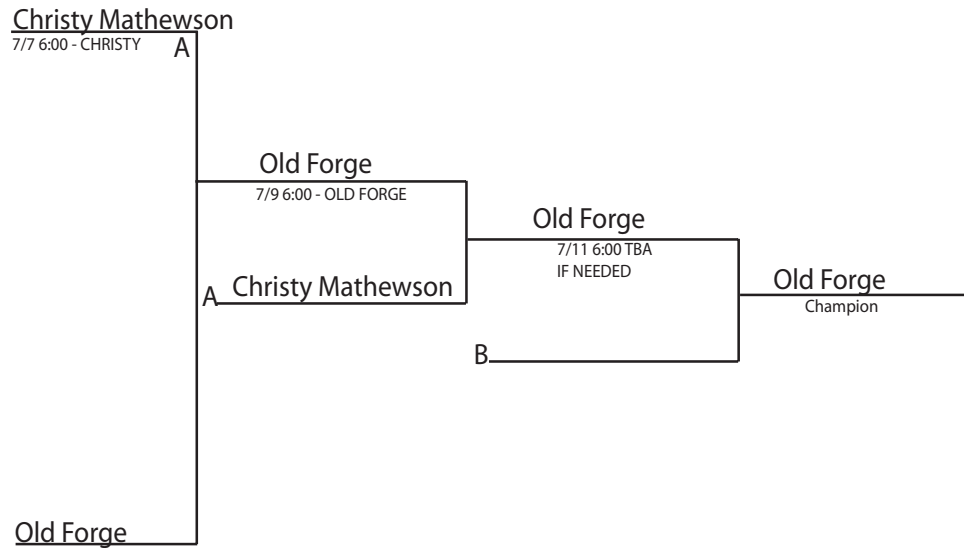 Christy Mathewson
7/7 6:00 - CHRISTY
A
Old Forge
7/9 6:00 - OLD FORGE
Old Forge
7/11 6:00 TBA
IF NEEDED
A
Christy Mathewson
Old Forge
Champion
B
Old Forge